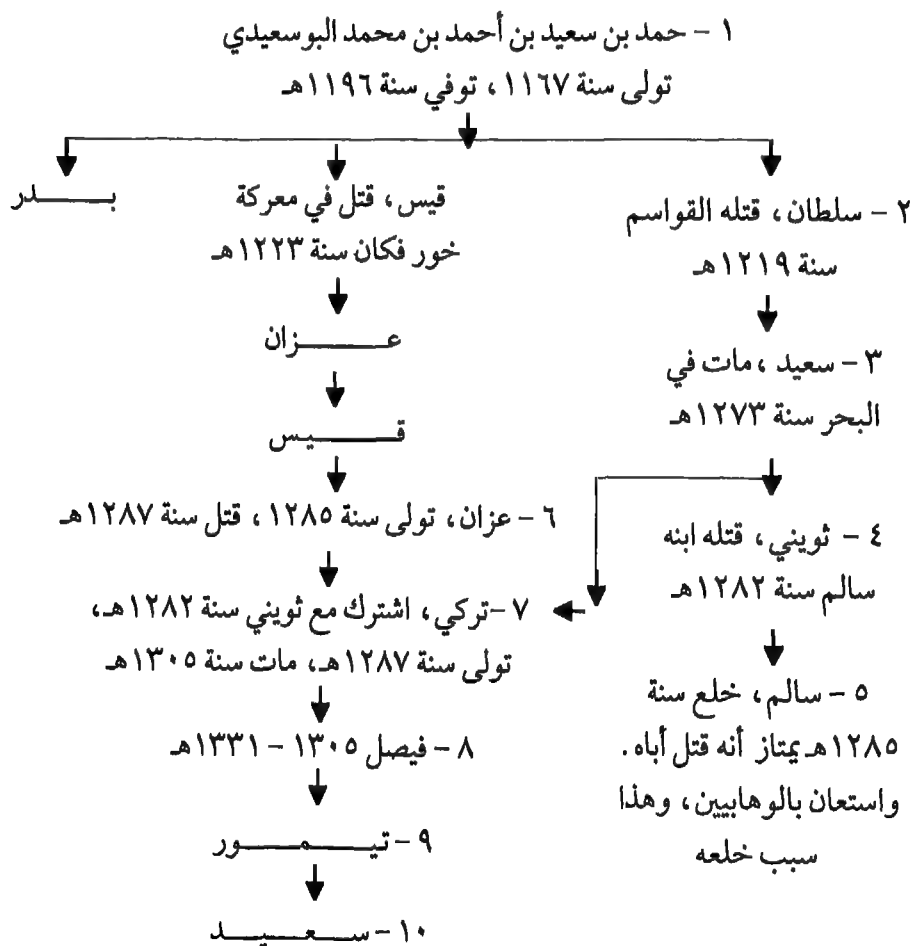 ١ - حمد بن سعيد بن أحمد بن محمد البوسعيدي
تولى سنة ١١٦٧، توفي سنة ١١٩٦هـ
٢ - سلطان، قتله القواسم
سنة ١٢١٩هـ
٣ - سعيد، مات في
البحر سنة ١٢٧٣هـ
٤ - ثويني، قتله ابنه
سالم سنة ١٢٨٢هـ
٥ - سالم، خلع سنة
١٢٨٥هـ يمتاز أنه قتل أباه.
واستعان بالوهابيين، وهذا
سبب خلعه
قيس، قتل في معركة
خور فكان سنة ١٢٢٣هـ
عـــزان
قـــيس
٦ - عزان، تولى سنة ١٢٨٥، قتل سنة ١٢٨٧هـ
٧ - تركي، اشترك مع ثويني سنة ١٢٨٢هـ،
تولى سنة ١٢٨٧هـ، مات سنة ١٣٠٥هـ
٨ - فيصل ١٣٠٥ - ١٣٣١هـ
٩ - تيـــمـــور
١٠ - ســـعـــيـــد
بـــدر